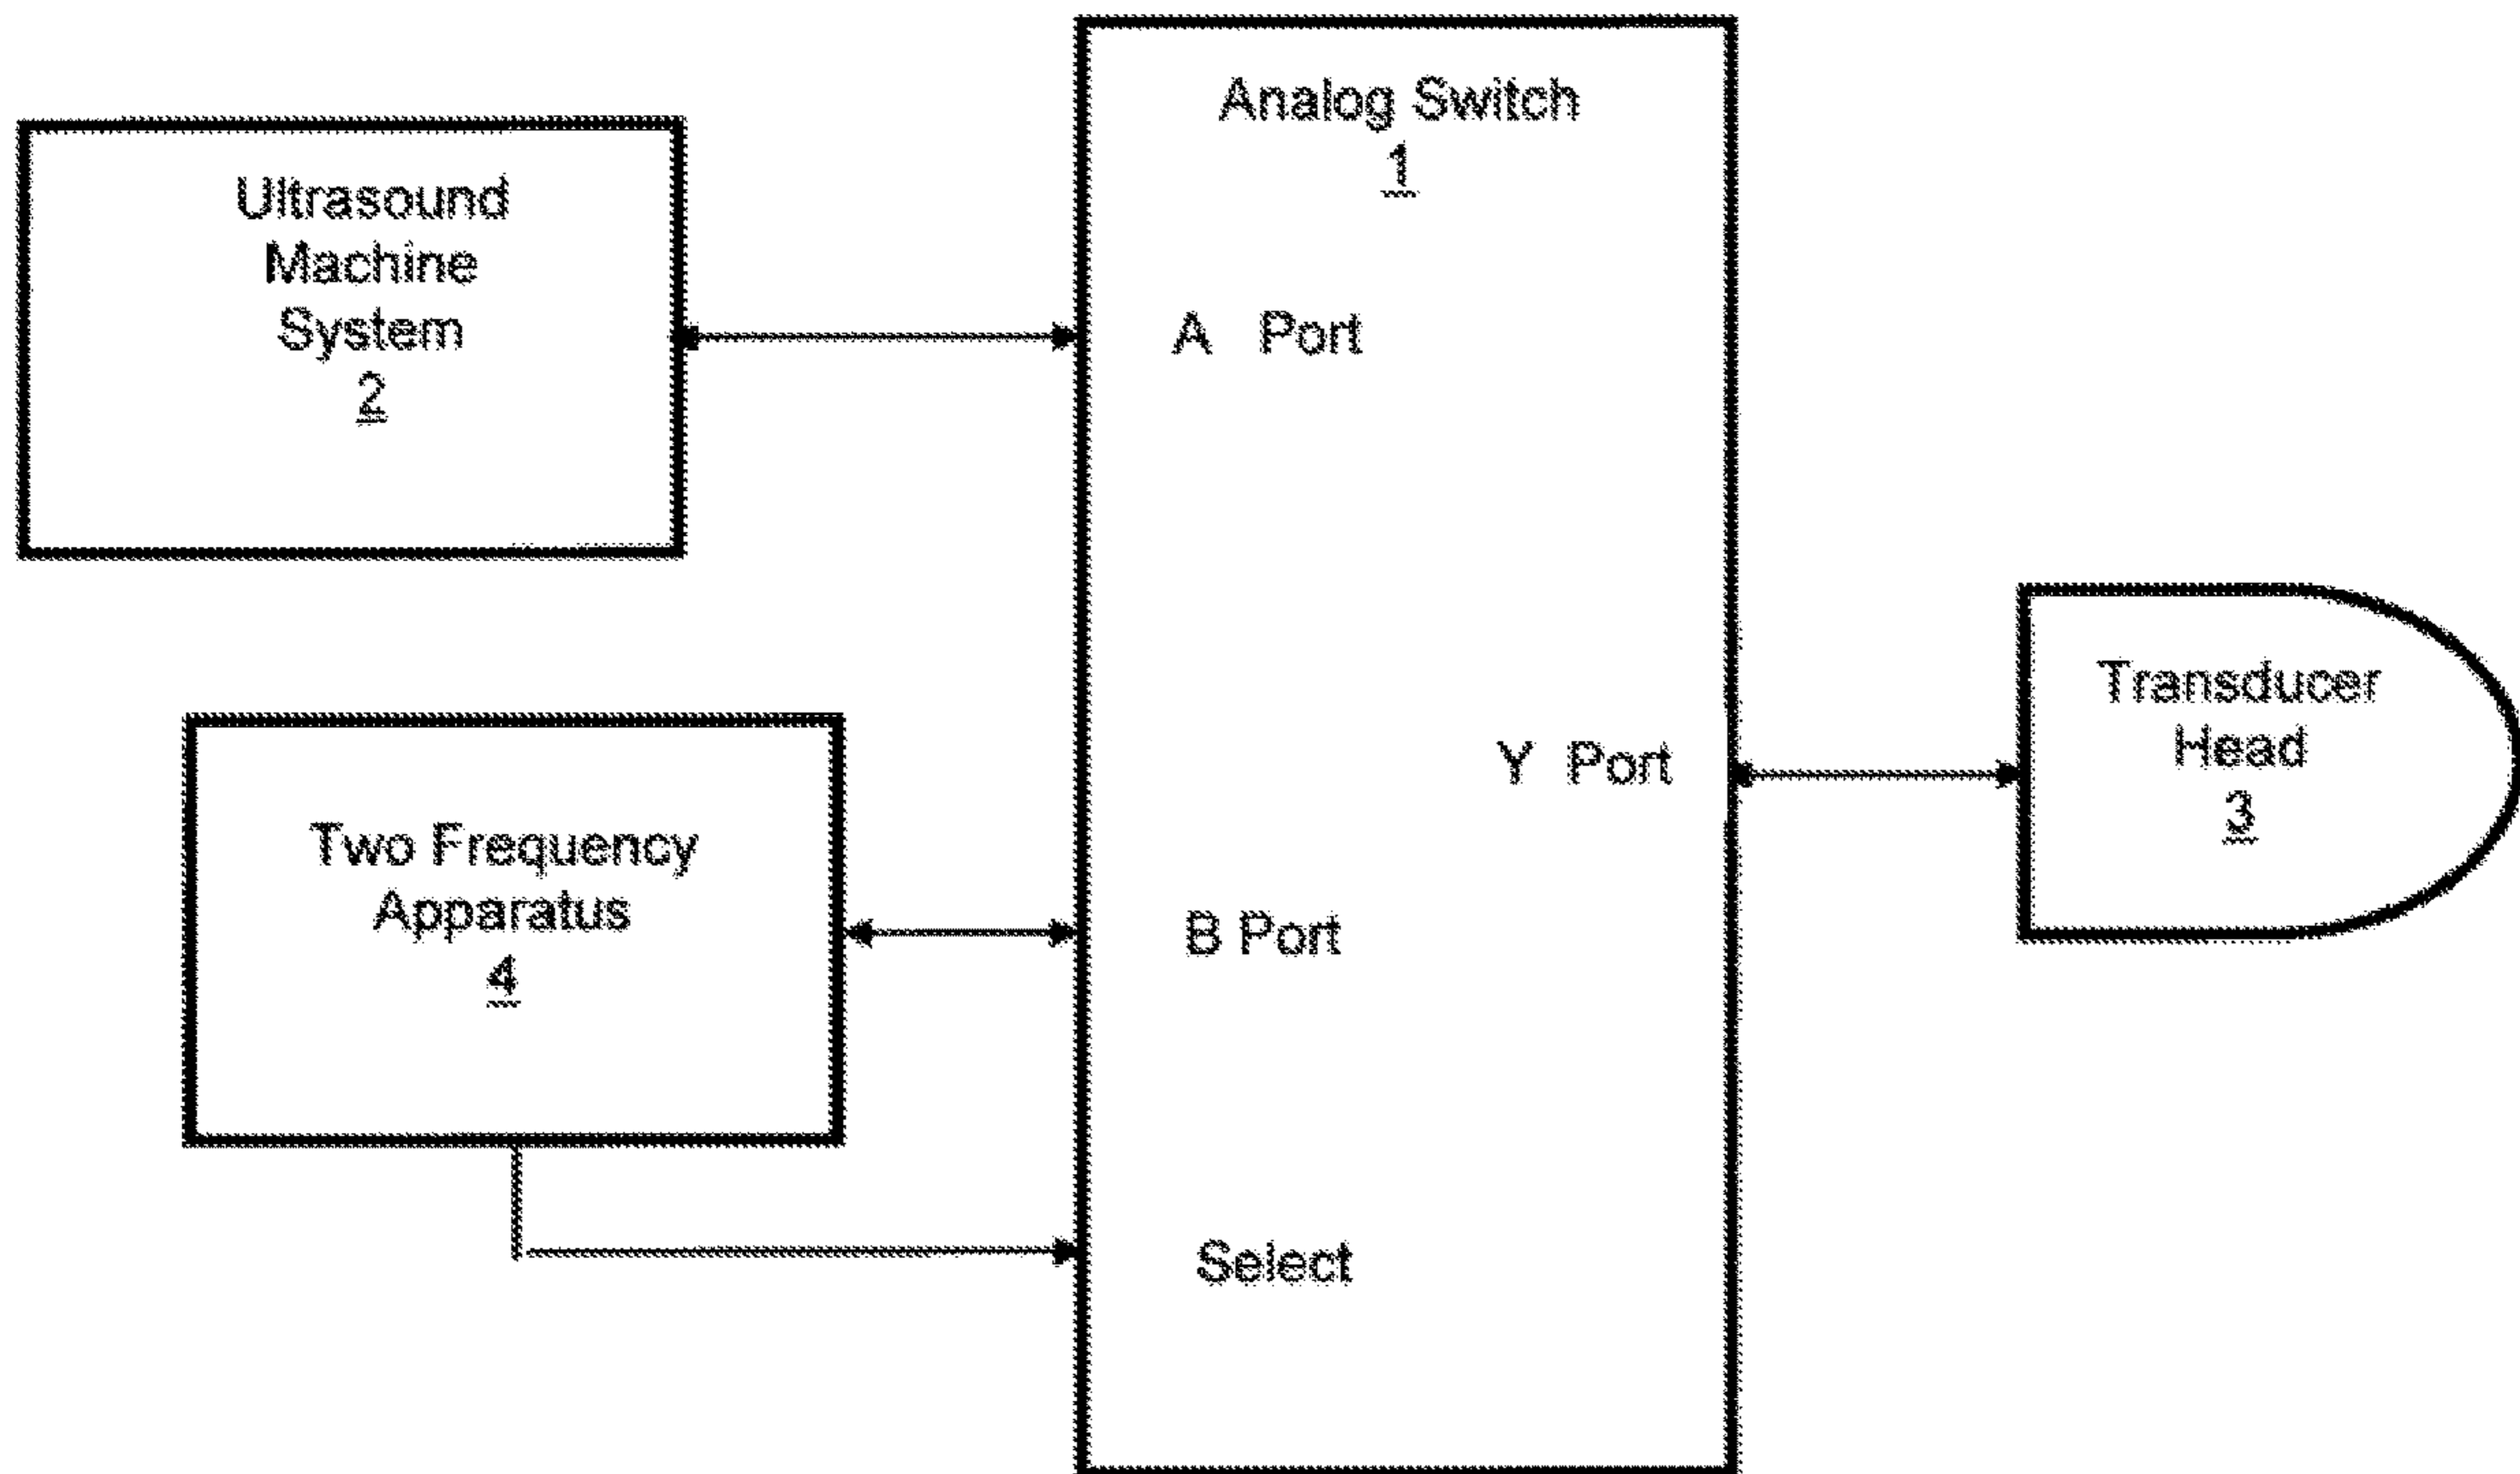 Analog Switch
1
Ultrasound
Machine
System
2
A Port
Transducer
Head
3
Y Port
Two Frequency
Apparatus
4
B Port
Select